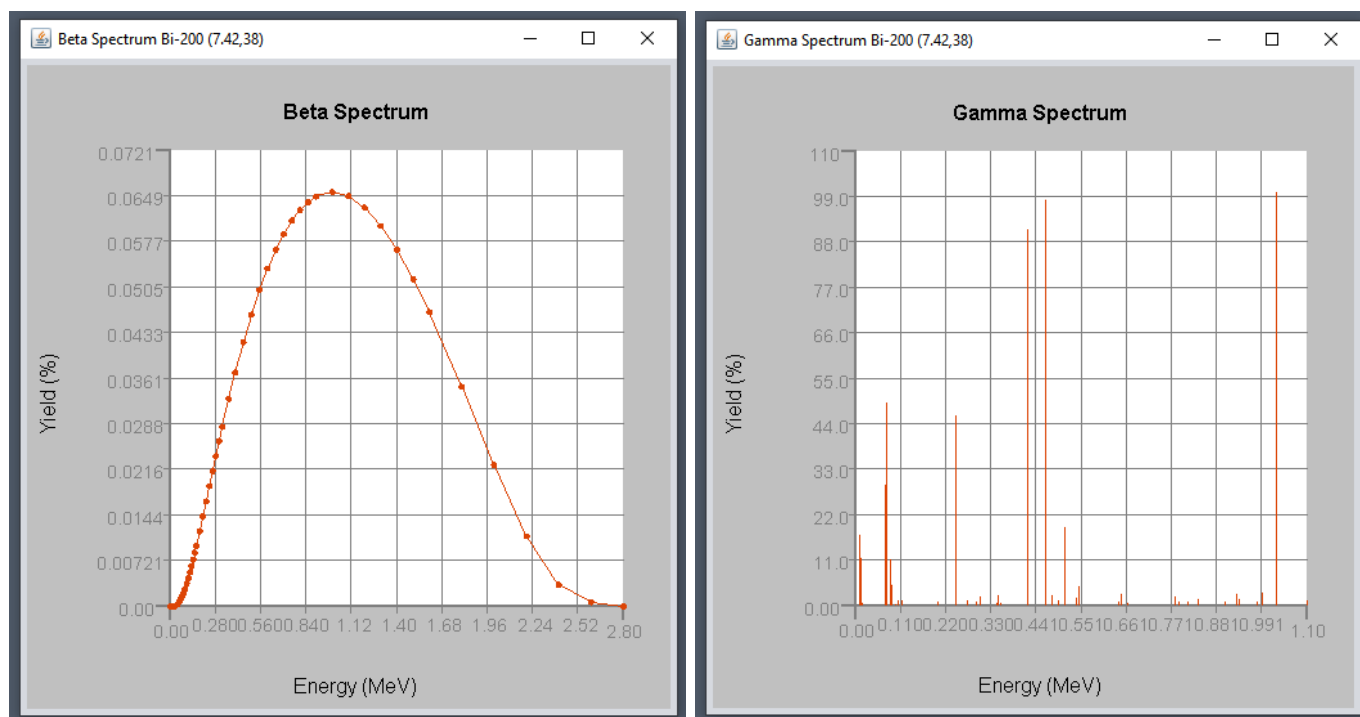 Beta Spectrum Bi-200 (7.42,38)
Beta Spectrum
0.0721
0.0649
0.0577
0.0505
0.0433
0.0361
0.0288
0.0216
0.0144
0.00721
0.00
0.00 0.280 0.560 0.840 1.12 1.40 1.68 1.96 2.24 2.52 2.80
Yield (%)
Energy (MeV)
Gamma Spectrum Bi-200 (7.42,38)
Gamma Spectrum
110
99.0
88.0
77.0
66.0
55.0
44.0
33.0
22.0
11.0
0.00
0.00 0.110 0.220 0.330 0.441 0.551 0.661 0.771 0.881 0.991 1.10
Yield (%)
Energy (MeV)